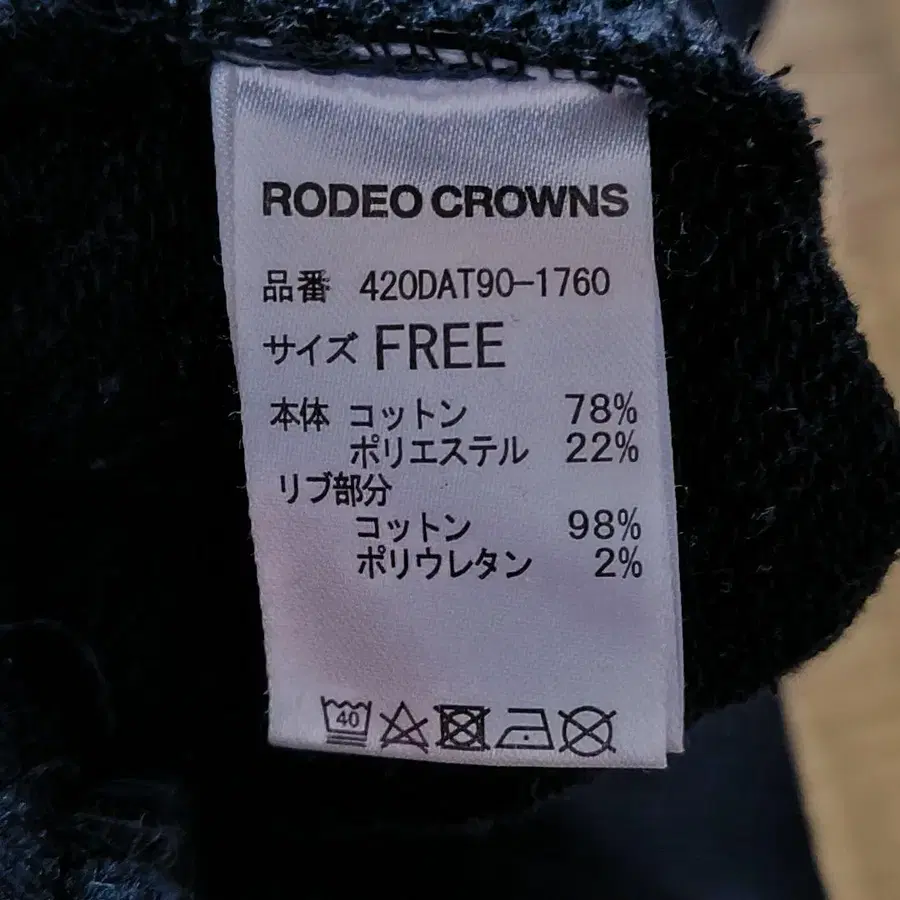 RODEO CROWNS
品番 420DAT90-1760
サイズ FREE
本体 コットン 78%
ポリエステル 22%
リブ部分
コットン 98%
ポリウレタン 2%
40